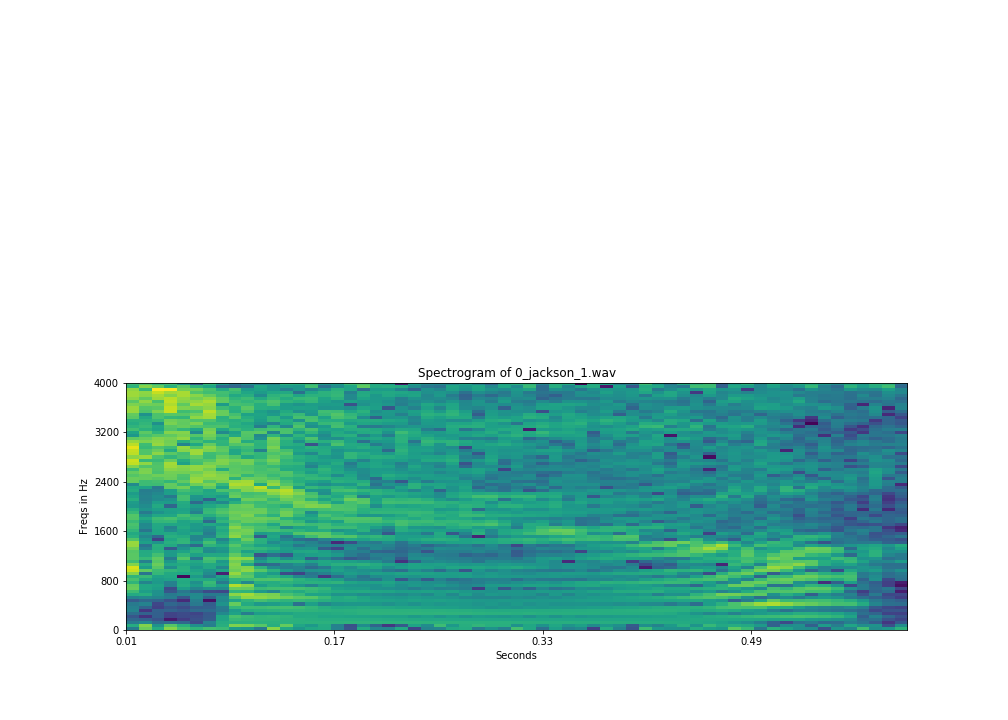 Spectrogram of 0_jackson_1.wav
4000
3200
2400
1600
800
0
Freqs in Hz
0.01 0.17 0.33 0.49
Seconds